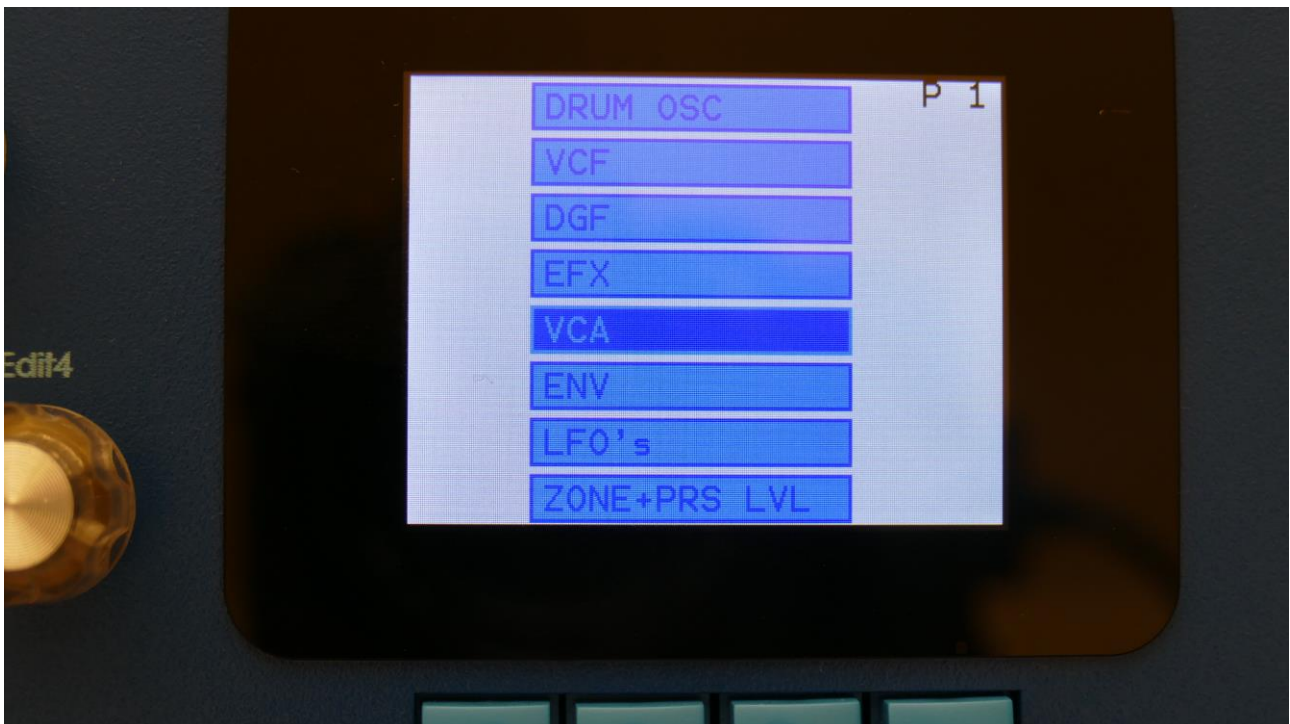 P 1
DRUM OSC
VCF
DGF
EFX
VCA
ENV
LFO's
ZONE+PRS LVL
Edit4